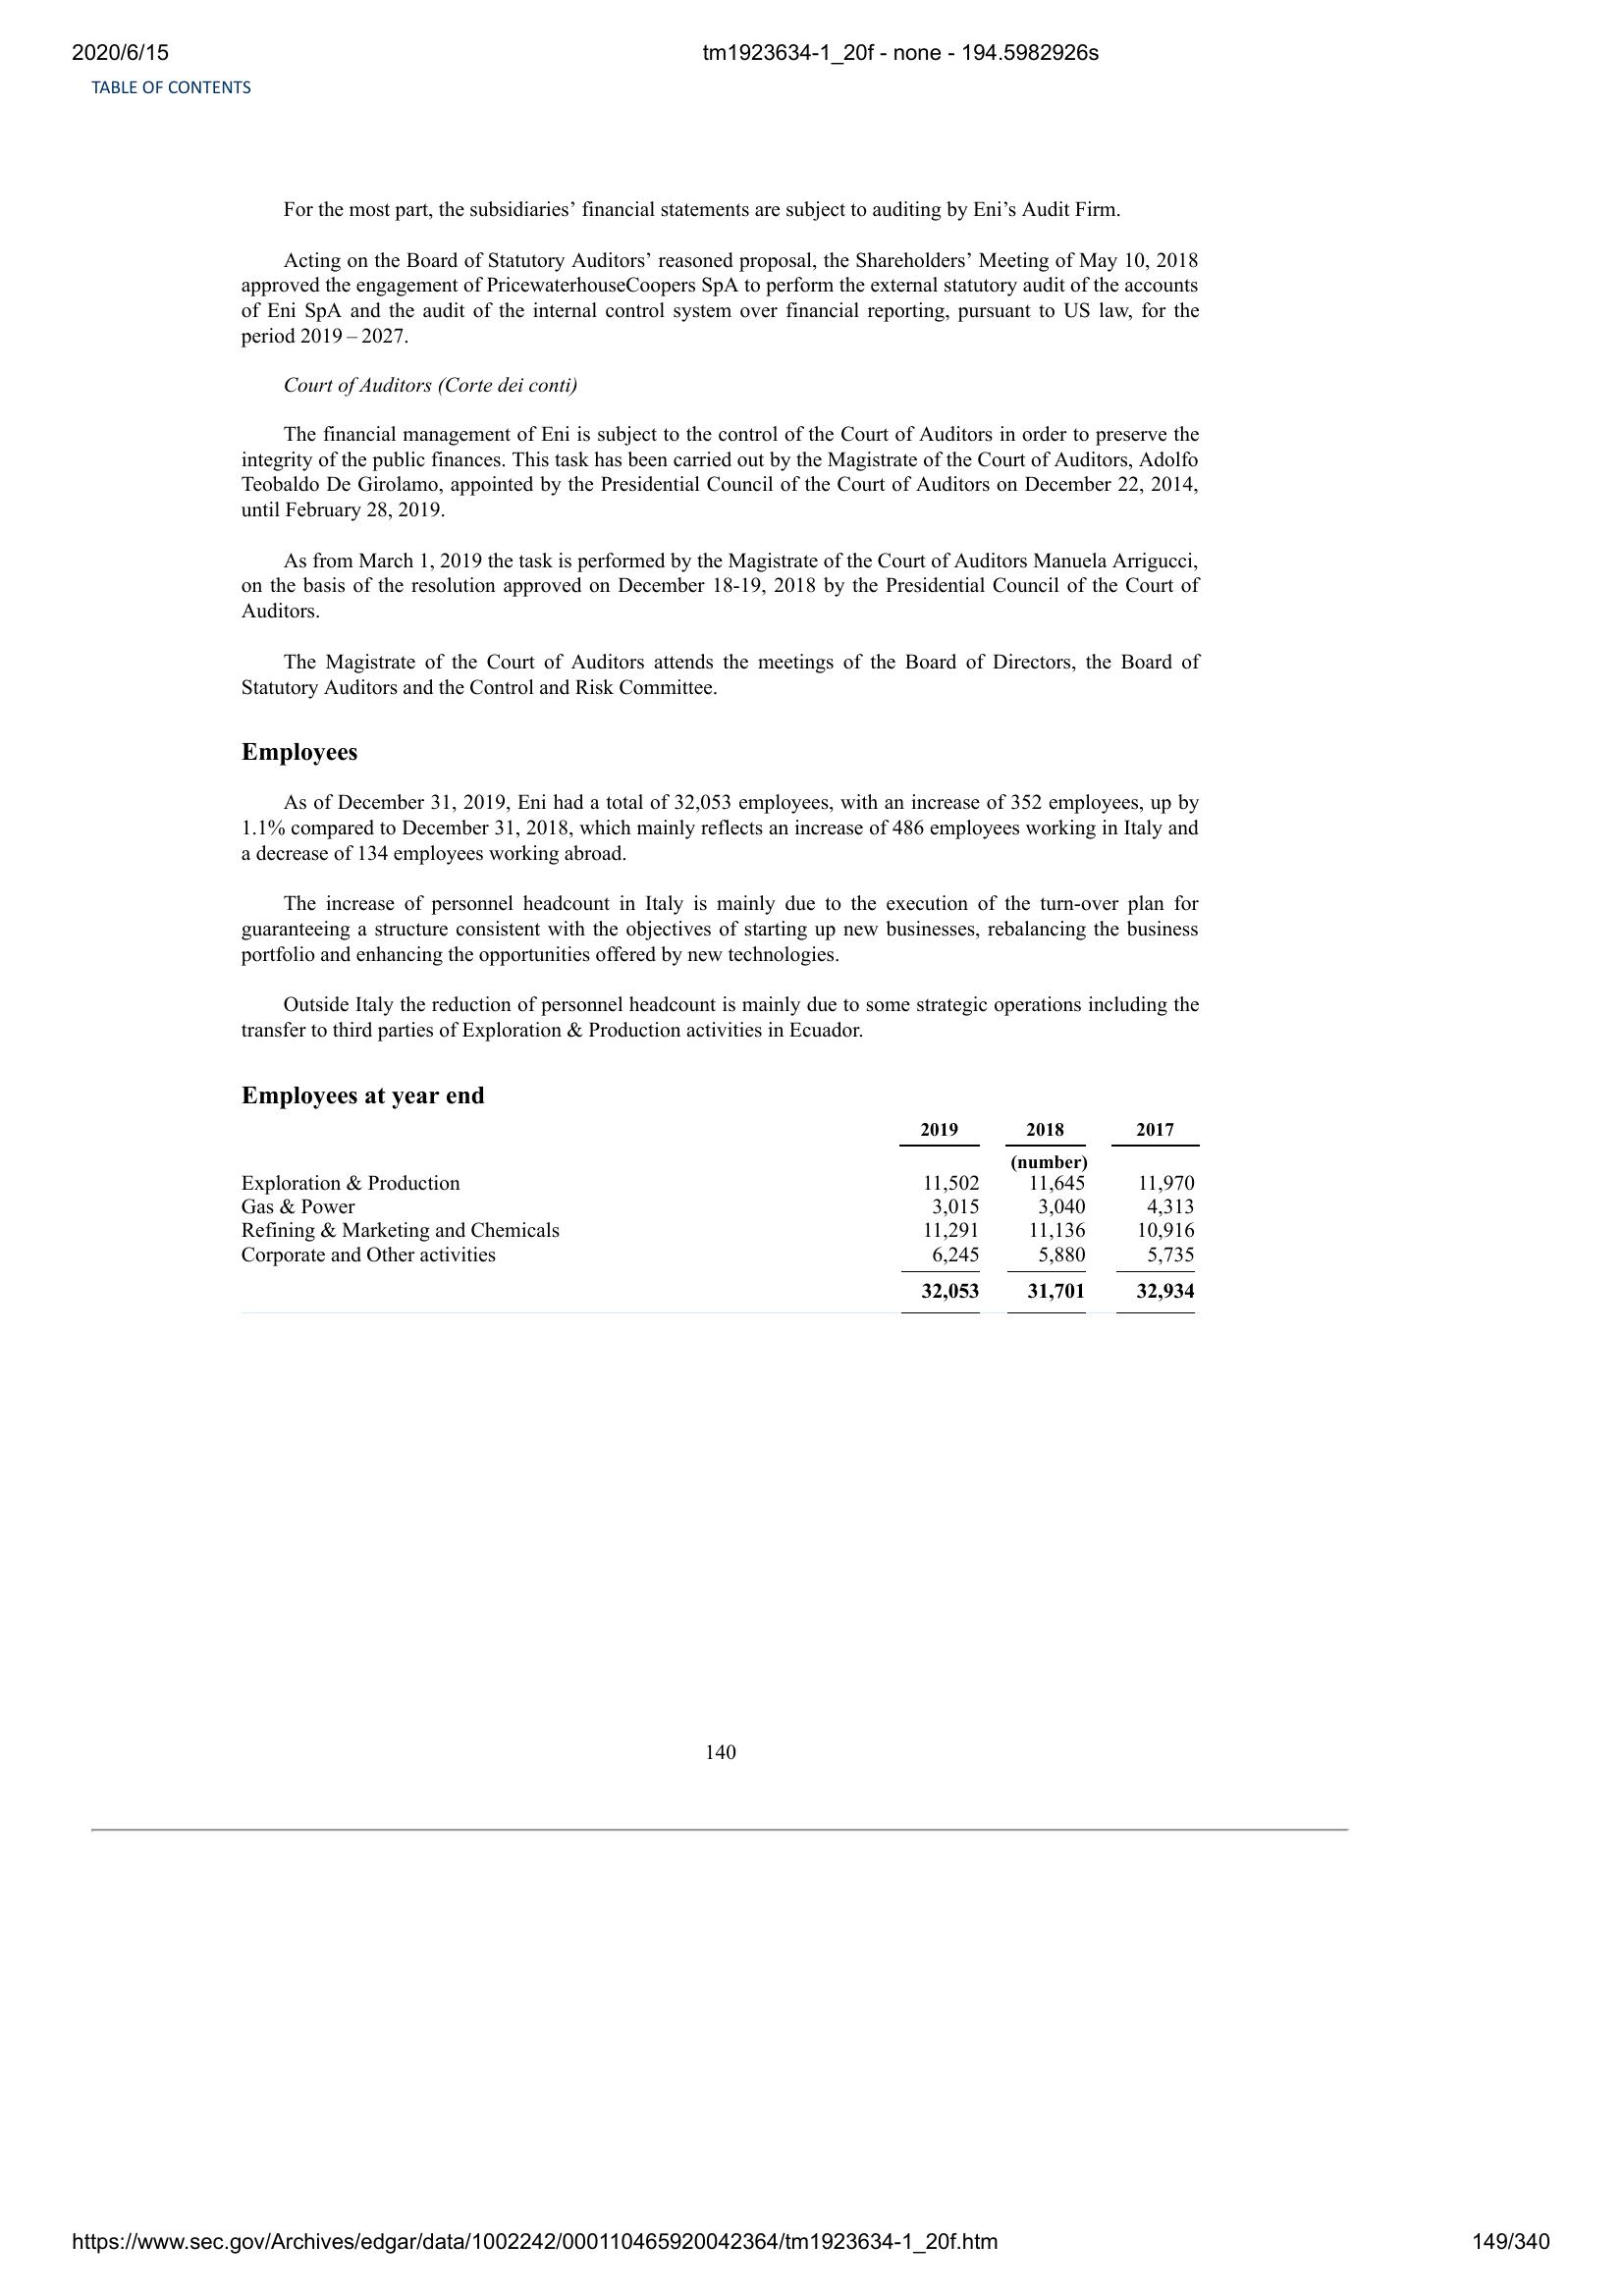 2020/6/15 tm1923634-1_20f - none - 194.5982926s
TABLE OF CONTENTS
For the most part, the subsidiaries’ financial statements are subject to auditing by Eni’s Audit Firm.
Acting on the Board of Statutory Auditors’ reasoned proposal, the Shareholders’ Meeting of May 10, 2018
approved the engagement of PricewaterhouseCoopers SpA to perform the external statutory audit of the accounts
of Eni SpA and the audit of the internal control system over financial reporting, pursuant to US law, for the
period 2019 – 2027.
Court of Auditors (Corte dei conti)
The financial management of Eni is subject to the control of the Court of Auditors in order to preserve the
integrity of the public finances. This task has been carried out by the Magistrate of the Court of Auditors, Adolfo
Teobaldo De Girolamo, appointed by the Presidential Council of the Court of Auditors on December 22, 2014,
until February 28, 2019.
As from March 1, 2019 the task is performed by the Magistrate of the Court of Auditors Manuela Arrigucci,
on the basis of the resolution approved on December 18-19, 2018 by the Presidential Council of the Court of
Auditors.
The Magistrate of the Court of Auditors attends the meetings of the Board of Directors, the Board of
Statutory Auditors and the Control and Risk Committee.
Employees
As of December 31, 2019, Eni had a total of 32,053 employees, with an increase of 352 employees, up by
1.1% compared to December 31, 2018, which mainly reflects an increase of 486 employees working in Italy and
a decrease of 134 employees working abroad.
The increase of personnel headcount in Italy is mainly due to the execution of the turn-over plan for
guaranteeing a structure consistent with the objectives of starting up new businesses, rebalancing the business
portfolio and enhancing the opportunities offered by new technologies.
Outside Italy the reduction of personnel headcount is mainly due to some strategic operations including the
transfer to third parties of Exploration & Production activities in Ecuador.
Employees at year end
2019 2018 2017
(number)
Exploration & Production 11,502 11,645 11,970
Gas & Power 3,015 3,040 4,313
Refining & Marketing and Chemicals 11,291 11,136 10,916
Corporate and Other activities 6,245 5,880 5,735
32,053 31,701 32,934
140
https://www.sec.gov/Archives/edgar/data/1002242/000110465920042364/tm1923634-1_20f.htm 149/340